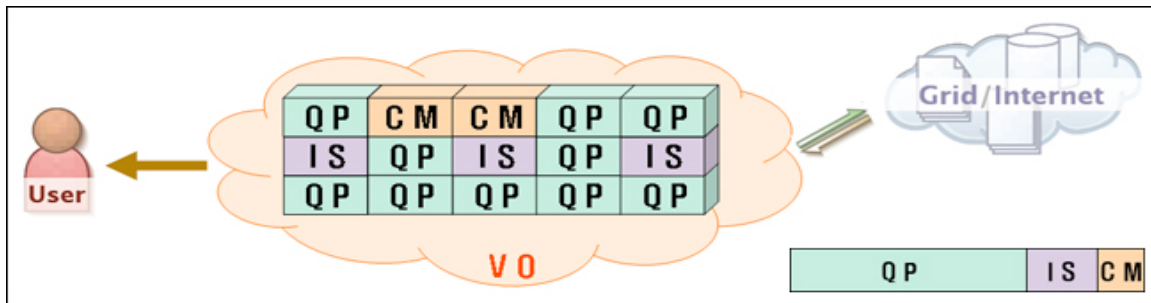 QP CM CM QP QP
IS QP IS QP IS
QP QP QP QP QP
User
VO
Grid/Internet
QP IS CM